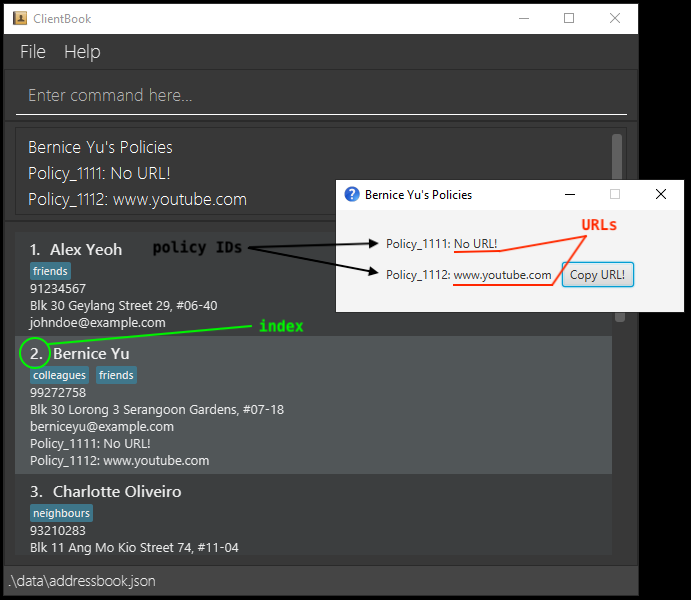 ClientBook
File Help
Enter command here...
Bernice Yu's Policies
Policy_1111: No URL!
Policy_1112: www.youtube.com
Bernice Yu's Policies
URLs
Policy_1111: No URL!
Policy_1112: www.youtube.com Copy URL!
policy IDs
1. Alex Yeoh
friends
91234567
Blk 30 Geylang Street 29, #06-40
johndoe@example.com
index
2. Bernice Yu
colleagues friends
99272758
Blk 30 Lorong 3 Serangoon Gardens, #07-18
berniceyu@example.com
Policy_1111: No URL!
Policy_1112: www.youtube.com
3. Charlotte Oliveiro
neighbours
93210283
Blk 11 Ang Mo Kio Street 74, #11-04
.\data\addressbook.json